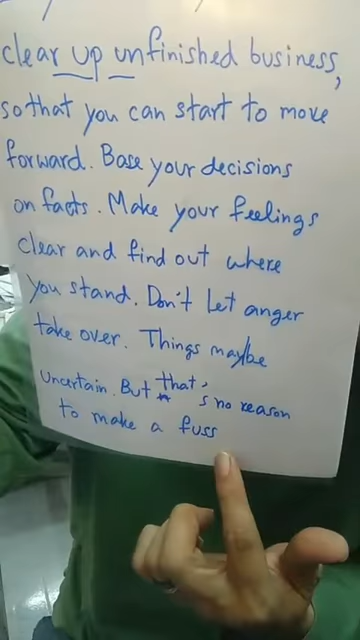 clear up unfinished business,
so that you can start to move
forward. Base your decisions
on facts. Make your feelings
clear and find out where
you stand. Don't let anger
take over. Things maybe
uncertain. But that's no reason
to make a fuss